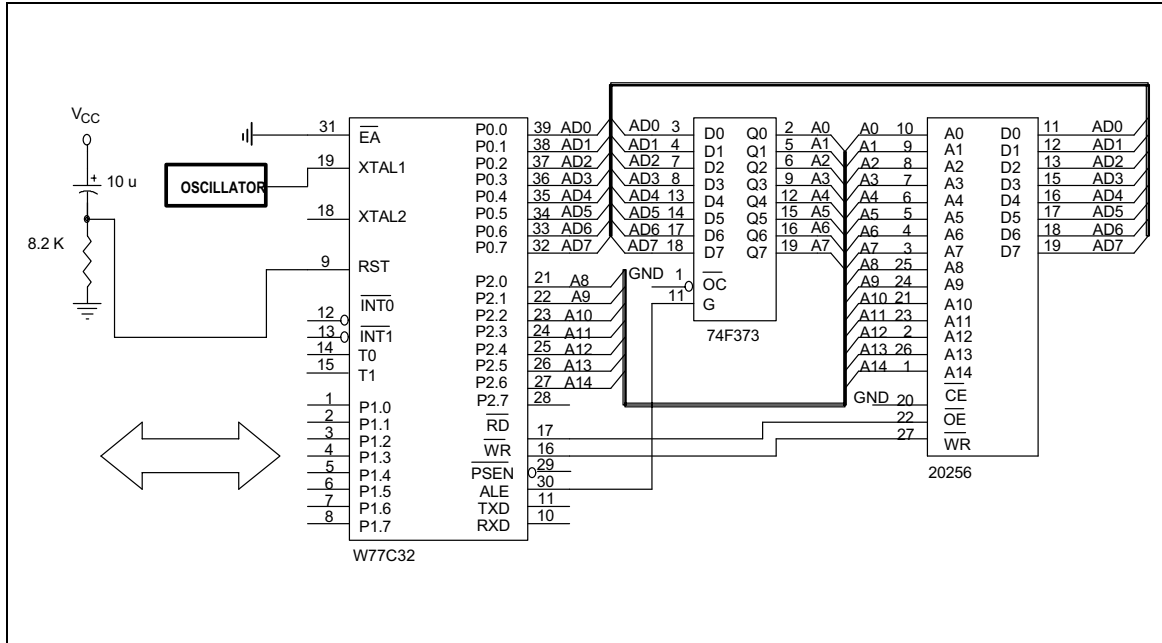 VCC
10 u
8.2 K
OSCILLATOR
31 EA
19 XTAL1
18 XTAL2
9 RST
12 INT0
13 INT1
14 T0
15 T1
1 P1.0
2 P1.1
3 P1.2
4 P1.3
5 P1.4
6 P1.5
7 P1.6
8 P1.7
P0.0 39 AD0
P0.1 38 AD1
P0.2 37 AD2
P0.3 36 AD3
P0.4 35 AD4
P0.5 34 AD5
P0.6 33 AD6
P0.7 32 AD7
P2.0 21 A8
P2.1 22 A9
P2.2 23 A10
P2.3 24 A11
P2.4 25 A12
P2.5 26 A13
P2.6 27 A14
P2.7 28
RD 17
WR 16
PSEN 29
ALE 30
TXD 11
RXD 10
W77C32
AD0 3 D0 Q0 2 A0
AD1 4 D1 Q1 5 A1
AD2 7 D2 Q2 6 A2
AD3 8 D3 Q3 9 A3
AD4 13 D4 Q4 12 A4
AD5 14 D5 Q5 15 A5
AD6 17 D6 Q6 16 A6
AD7 18 D7 Q7 19 A7
GND 1 OC
11 G
74F373
A0 10 A0 D0 11 AD0
A1 9 A1 D1 12 AD1
A2 8 A2 D2 13 AD2
A3 7 A3 D3 15 AD3
A4 6 A4 D4 16 AD4
A5 5 A5 D5 17 AD5
A6 4 A6 D6 18 AD6
A7 3 A7 D7 19 AD7
A8 25 A8
A9 24 A9
A10 21 A10
A11 23 A11
A12 2 A12
A13 26 A13
A14 1 A14
GND 20 CE
22 OE
27 WR
20256